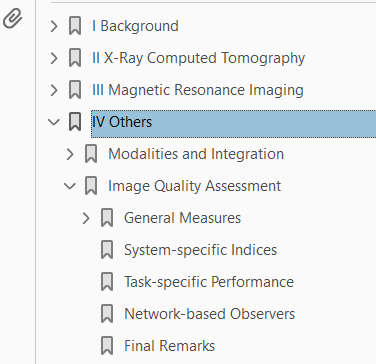 I Background
II X-Ray Computed Tomography
III Magnetic Resonance Imaging
IV Others
Modalities and Integration
Image Quality Assessment
General Measures
System-specific Indices
Task-specific Performance
Network-based Observers
Final Remarks